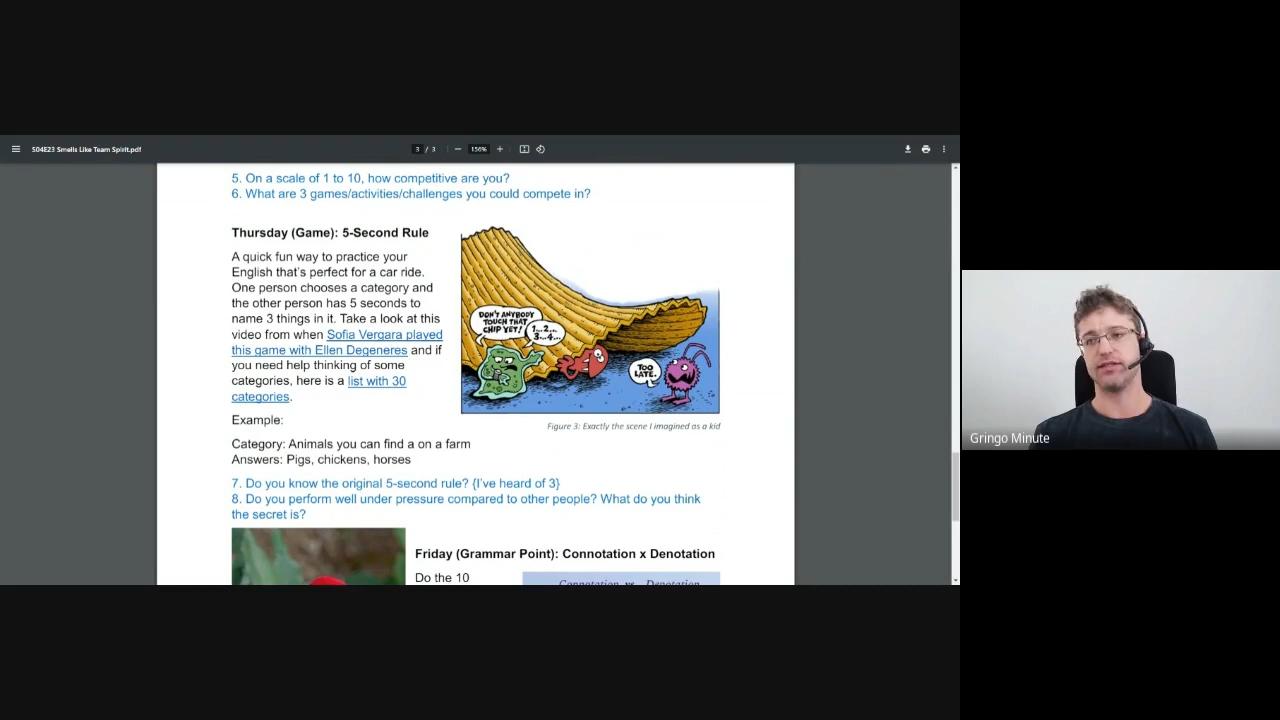 S04E23 Smells Like Team Spirit.pdf
3 / 3
156%
5. On a scale of 1 to 10, how competitive are you?
6. What are 3 games/activities/challenges you could compete in?
Thursday (Game): 5-Second Rule
A quick fun way to practice your
English that's perfect for a car ride.
One person chooses a category and
the other person has 5 seconds to
name 3 things in it. Take a look at this
video from when Sofia Vergara played
this game with Ellen Degeneres and if
you need help thinking of some
categories, here is a list with 30
categories.
DON'T ANYBODY
TOUCH THAT
CHIP YET!
1...2...
3...4...
TOO
LATE.
Figure 3: Exactly the scene I imagined as a kid
Example:
Category: Animals you can find a on a farm
Answers: Pigs, chickens, horses
7. Do you know the original 5-second rule? {I've heard of 3}
8. Do you perform well under pressure compared to other people? What do you think
the secret is?
Friday (Grammar Point): Connotation x Denotation
Do the 10
Connotation vs. Denotation
Gringo Minute